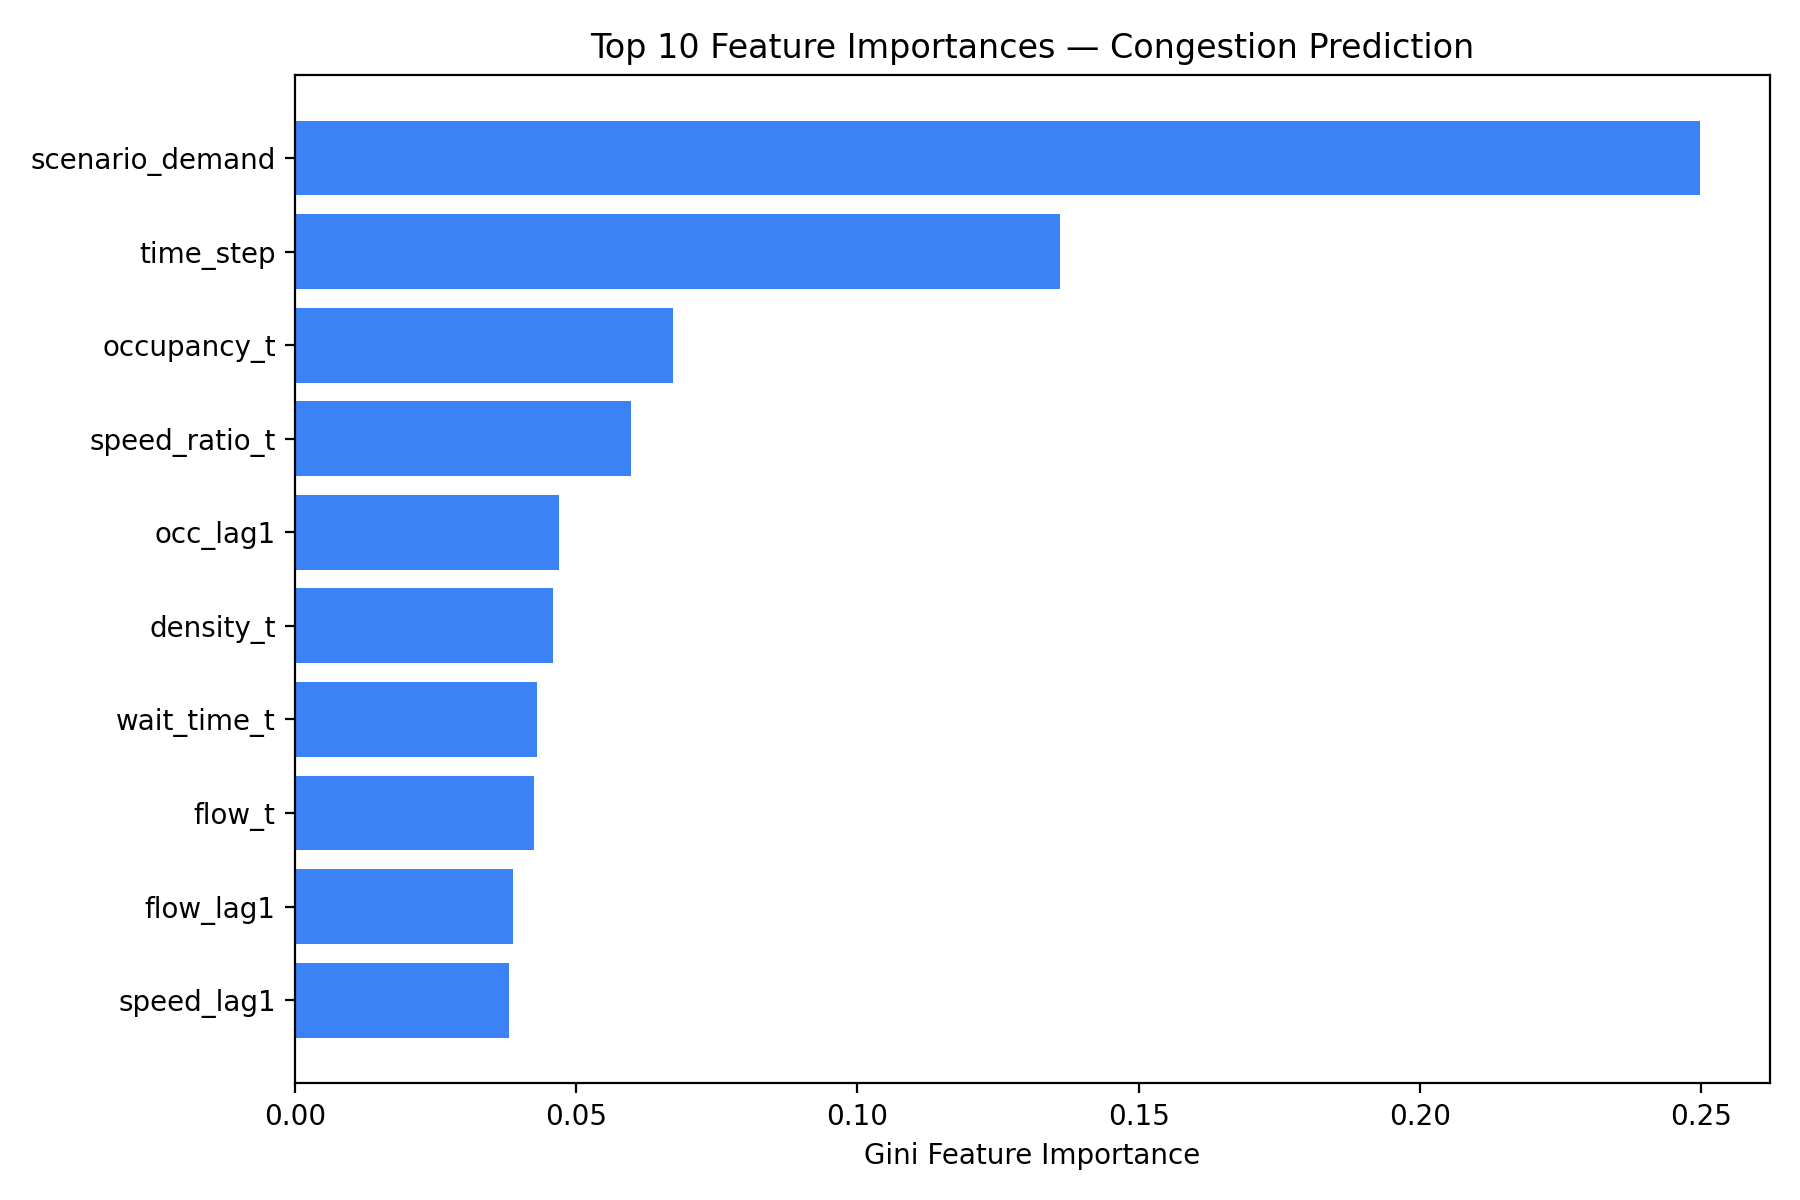 Top 10 Feature Importances — Congestion Prediction
scenario_demand
time_step
occupancy_t
speed_ratio_t
occ_lag1
density_t
wait_time_t
flow_t
flow_lag1
speed_lag1
0.00 0.05 0.10 0.15 0.20 0.25
Gini Feature Importance